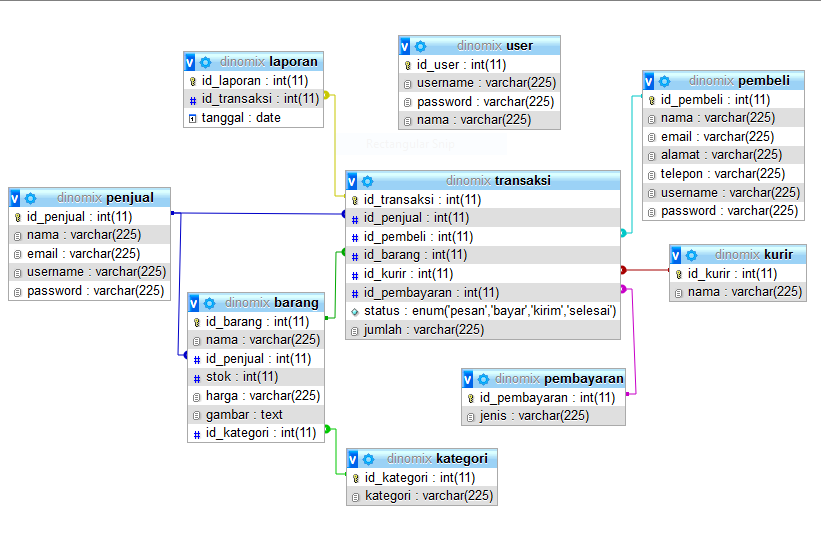 dinomix laporan
id_laporan : int(11)
id_transaksi : int(11)
tanggal : date
dinomix user
id_user : int(11)
username : varchar(225)
password : varchar(225)
nama : varchar(225)
dinomix pembeli
id_pembeli : int(11)
nama : varchar(225)
email : varchar(225)
alamat : varchar(225)
telepon : varchar(225)
username : varchar(225)
password : varchar(225)
Rectangular Snip
dinomix penjual
id_penjual : int(11)
nama : varchar(225)
email : varchar(225)
username : varchar(225)
password : varchar(225)
dinomix transaksi
id_transaksi : int(11)
id_penjual : int(11)
id_pembeli : int(11)
id_barang : int(11)
id_kurir : int(11)
id_pembayaran : int(11)
status : enum('pesan','bayar','kirim','selesai')
jumlah : varchar(225)
dinomix kurir
id_kurir : int(11)
nama : varchar(225)
dinomix barang
id_barang : int(11)
nama : varchar(225)
id_penjual : int(11)
stok : int(11)
harga : varchar(225)
gambar : text
id_kategori : int(11)
dinomix pembayaran
id_pembayaran : int(11)
jenis : varchar(225)
dinomix kategori
id_kategori : int(11)
kategori : varchar(225)